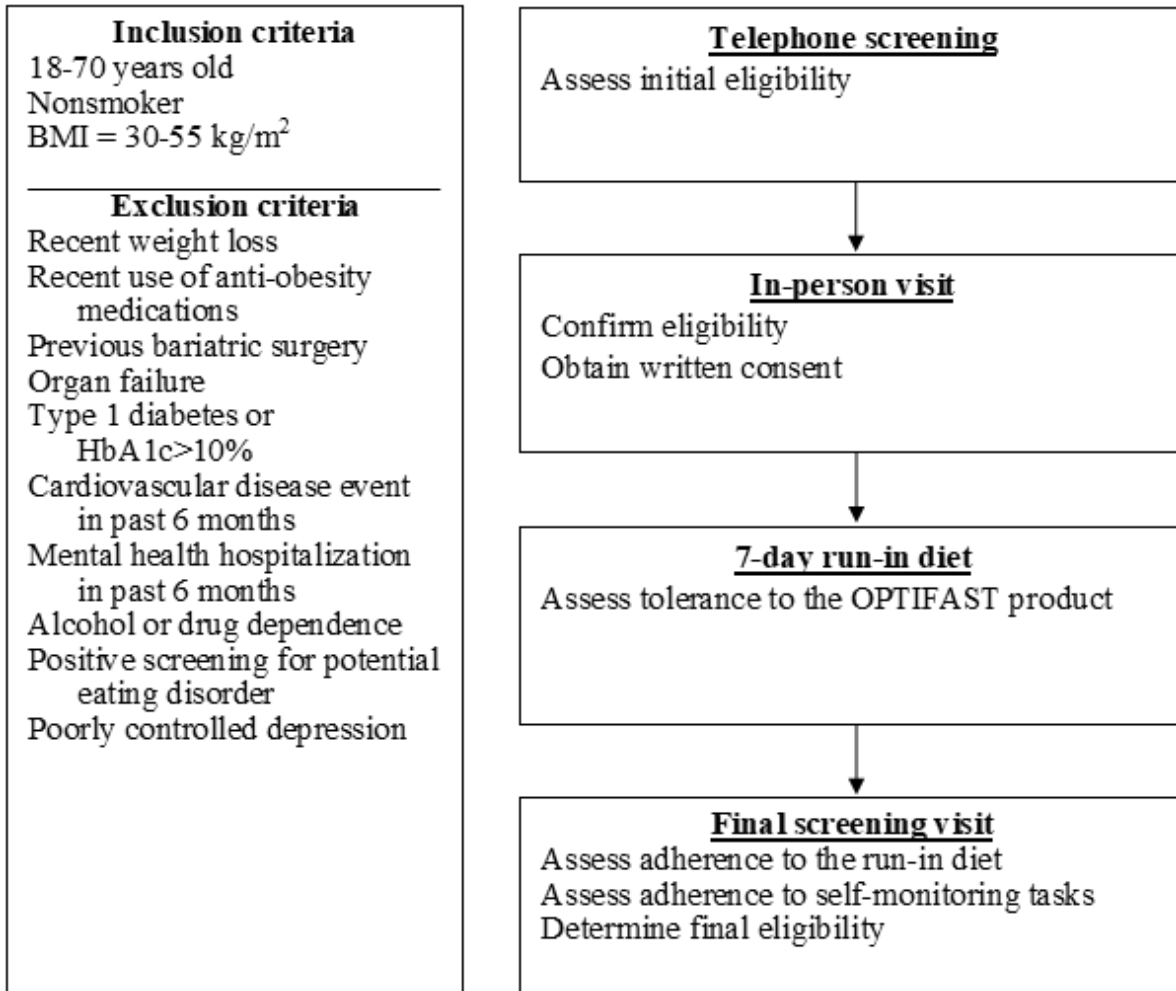 Inclusion criteria
18-70 years old
Nonsmoker
BMI = 30-55 kg/m²
Exclusion criteria
Recent weight loss
Recent use of anti-obesity
medications
Previous bariatric surgery
Organ failure
Type 1 diabetes or
HbA1c>10%
Cardiovascular disease event
in past 6 months
Mental health hospitalization
in past 6 months
Alcohol or drug dependence
Positive screening for potential
eating disorder
Poorly controlled depression
Telephone screening
Assess initial eligibility
In-person visit
Confirm eligibility
Obtain written consent
7-day run-in diet
Assess tolerance to the OPTIFAST product
Final screening visit
Assess adherence to the run-in diet
Assess adherence to self-monitoring tasks
Determine final eligibility